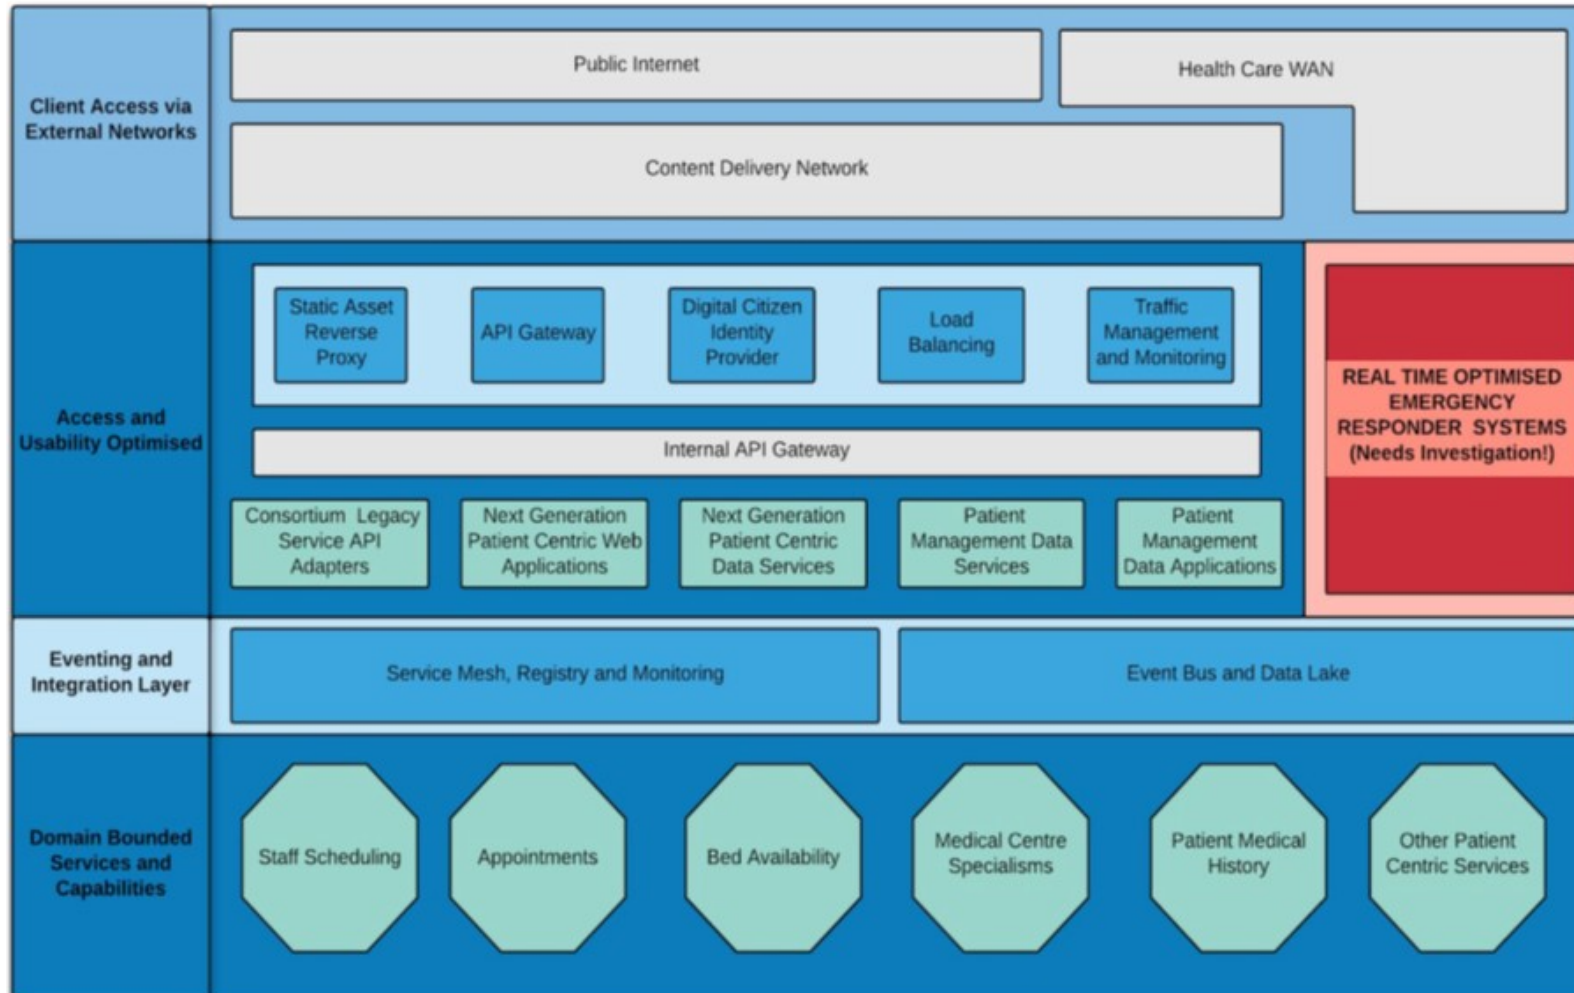 Public Internet
Health Care WAN
Client Access via
External Networks
Content Delivery Network
Static Asset
Reverse
Proxy
API Gateway
Digital Citizen
Identity
Provider
Load
Balancing
Traffic
Management
and Monitoring
Access and
Usability Optimised
REAL TIME OPTIMISED
EMERGENCY
RESPONDER SYSTEMS
(Needs Investigation!)
Internal API Gateway
Consortium Legacy
Service API
Adapters
Next Generation
Patient Centric Web
Applications
Next Generation
Patient Centric
Data Services
Patient
Management Data
Services
Patient
Management
Data Applications
Eventing and
Integration Layer
Service Mesh, Registry and Monitoring
Event Bus and Data Lake
Domain Bounded
Services and
Capabilities
Staff Scheduling
Appointments
Bed Availability
Medical Centre
Specialisms
Patient Medical
History
Other Patient
Centric Services